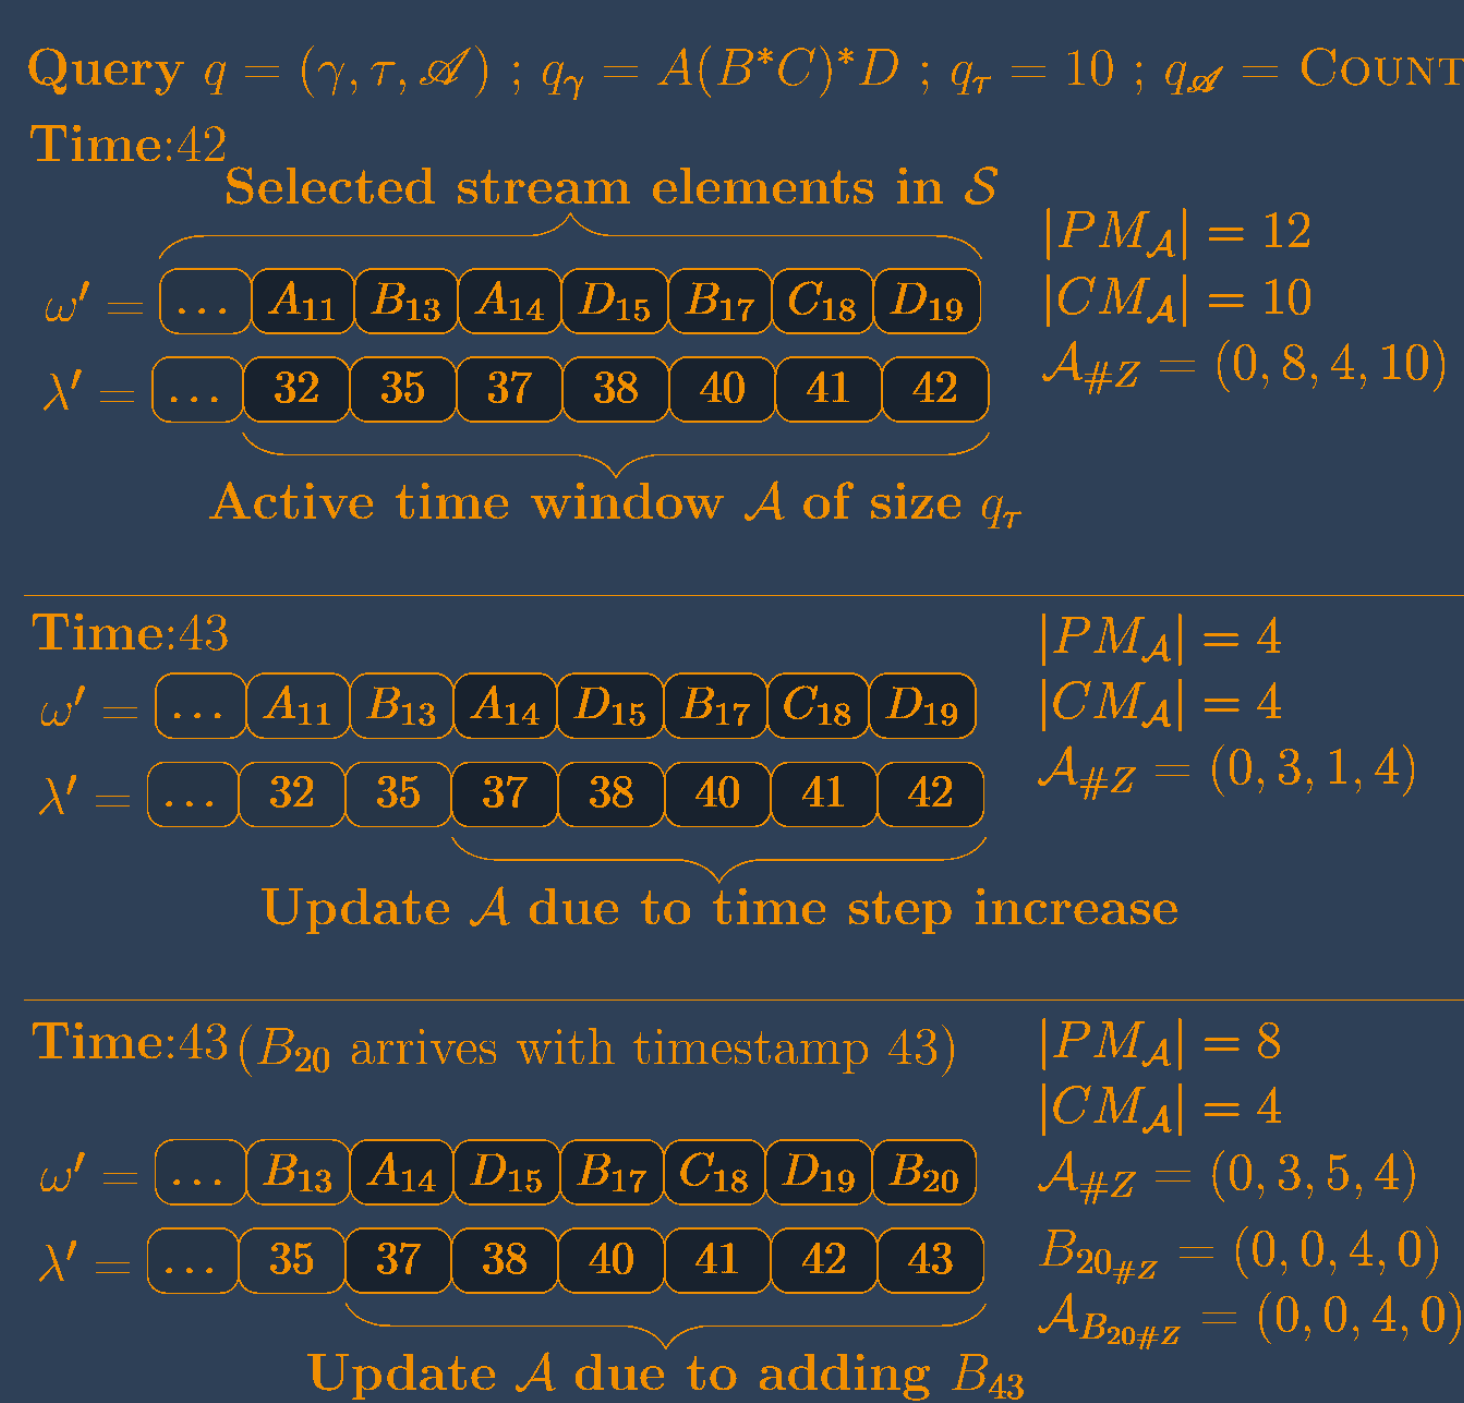 Query q = (γ, τ, 𝒜) ; q_γ = A(B*C)*D ; q_τ = 10 ; q_𝒜 = COUNT
Time:42
Selected stream elements in 𝒮
ω′ = ... A₁₁ B₁₃ A₁₄ D₁₅ B₁₇ C₁₈ D₁₉
λ′ = ... 32 35 37 38 40 41 42
Active time window 𝒜 of size q_τ
|PM_𝒜| = 12
|CM_𝒜| = 10
𝒜_#Z = (0, 8, 4, 10)
Time:43
ω′ = ... A₁₁ B₁₃ A₁₄ D₁₅ B₁₇ C₁₈ D₁₉
λ′ = ... 32 35 37 38 40 41 42
Update 𝒜 due to time step increase
|PM_𝒜| = 4
|CM_𝒜| = 4
𝒜_#Z = (0, 3, 1, 4)
Time:43 (B₂₀ arrives with timestamp 43)
ω′ = ... B₁₃ A₁₄ D₁₅ B₁₇ C₁₈ D₁₉ B₂₀
λ′ = ... 35 37 38 40 41 42 43
Update 𝒜 due to adding B₄₃
|PM_𝒜| = 8
|CM_𝒜| = 4
𝒜_#Z = (0, 3, 5, 4)
B₂₀_#Z = (0, 0, 4, 0)
𝒜_B₂₀#Z = (0, 0, 4, 0)